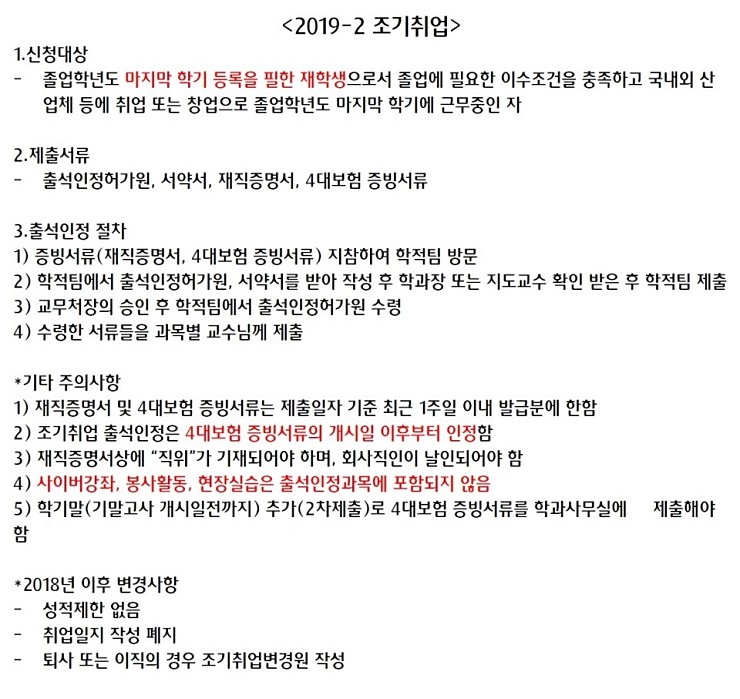 <2019-2 조기취업>
1.신청대상
- 졸업학년도 마지막 학기 등록을 필한 재학생으로서 졸업에 필요한 이수조건을 충족하고 국내외 산
업체 등에 취업 또는 창업으로 졸업학년도 마지막 학기에 근무중인 자
2.제출서류
- 출석인정허가원, 서약서, 재직증명서, 4대보험 증빙서류
3.출석인정 절차
1) 증빙서류(재직증명서, 4대보험 증빙서류) 지참하여 학적팀 방문
2) 학적팀에서 출석인정허가원, 서약서를 받아 작성 후 학과장 또는 지도교수 확인 받은 후 학적팀 제출
3) 교무처장의 승인 후 학적팀에서 출석인정허가원 수령
4) 수령한 서류들을 과목별 교수님께 제출
*기타 주의사항
1) 재직증명서 및 4대보험 증빙서류는 제출일자 기준 최근 1주일 이내 발급분에 한함
2) 조기취업 출석인정은 4대보험 증빙서류의 개시일 이후부터 인정함
3) 재직증명서상에 “직위”가 기재되어야 하며, 회사직인이 날인되어야 함
4) 사이버강좌, 봉사활동, 현장실습은 출석인정과목에 포함되지 않음
5) 학기말(기말고사 개시일전까지) 추가(2차제출)로 4대보험 증빙서류를 학과사무실에 제출해야
함
*2018년 이후 변경사항
- 성적제한 없음
- 취업일지 작성 폐지
- 퇴사 또는 이직의 경우 조기취업변경원 작성